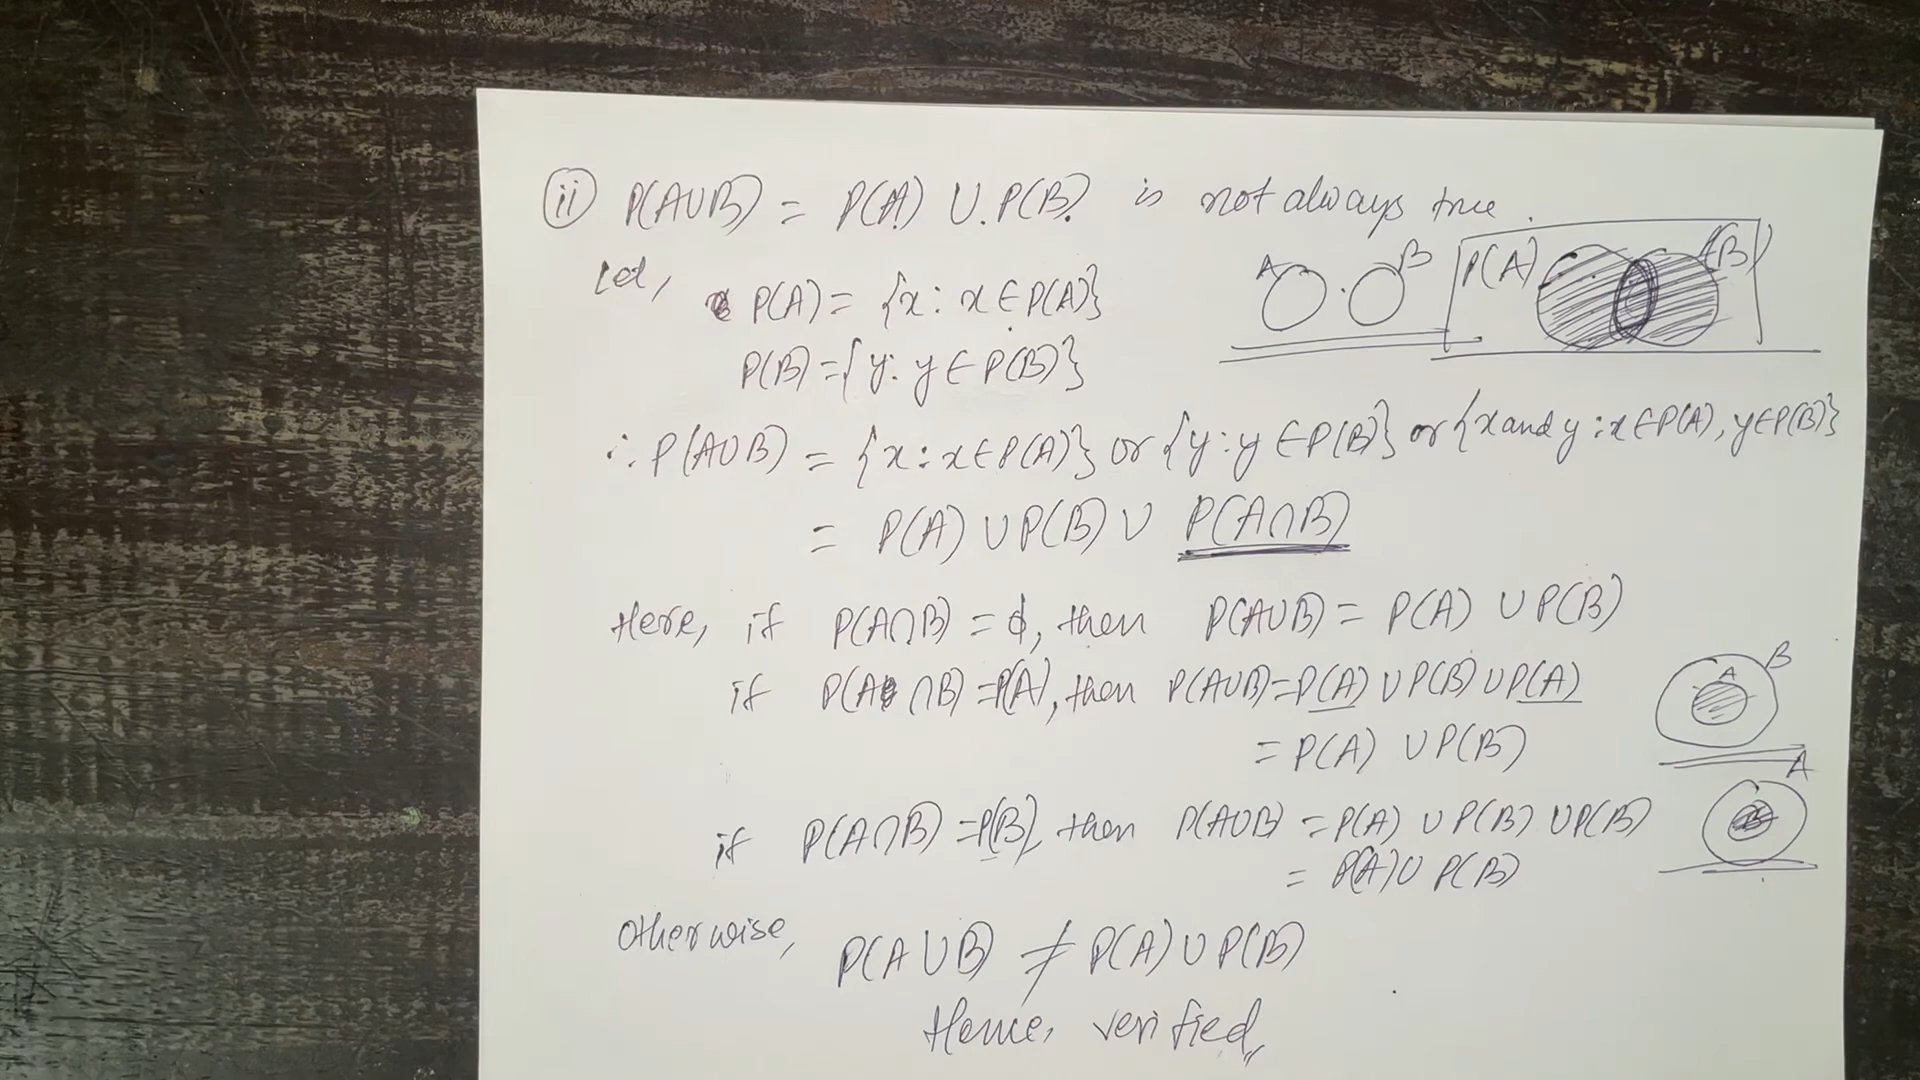 ii P(A∪B) = P(A) ∪ P(B) is not always true.
Let, P(A) = {x : x ∈ P(A)}
A B
P(A) (B)
P(B) = {y : y ∈ P(B)}
∴ P(A∪B) = {x : x ∈ P(A)} or {y : y ∈ P(B)} or {x and y : x ∈ P(A), y ∈ P(B)}
= P(A) ∪ P(B) ∪ P(A∩B)
Here, if P(A∩B) = ϕ, then P(A∪B) = P(A) ∪ P(B)
if P(A ∩B) = P(A), then P(A∪B) = P(A) ∪ P(B) ∪ P(A)
A B
= P(A) ∪ P(B)
if P(A∩B) = P(B), then P(A∪B) = P(A) ∪ P(B) ∪ P(B)
A B
= P(A) ∪ P(B)
Otherwise, P(A∪B) ≠ P(A) ∪ P(B)
Hence, verified,,